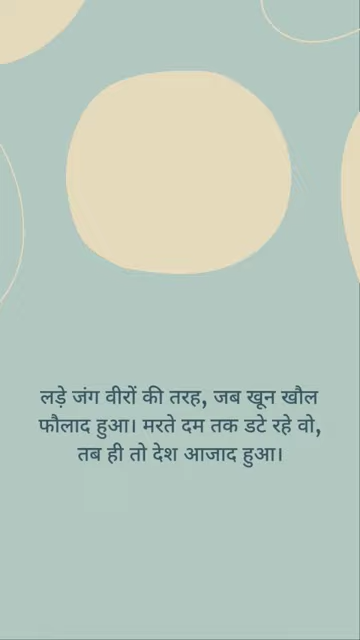 लड़े जंग वीरों की तरह, जब खून खौल
फौलाद हुआ। मरते दम तक डटे रहे वो,
तब ही तो देश आजाद हुआ।